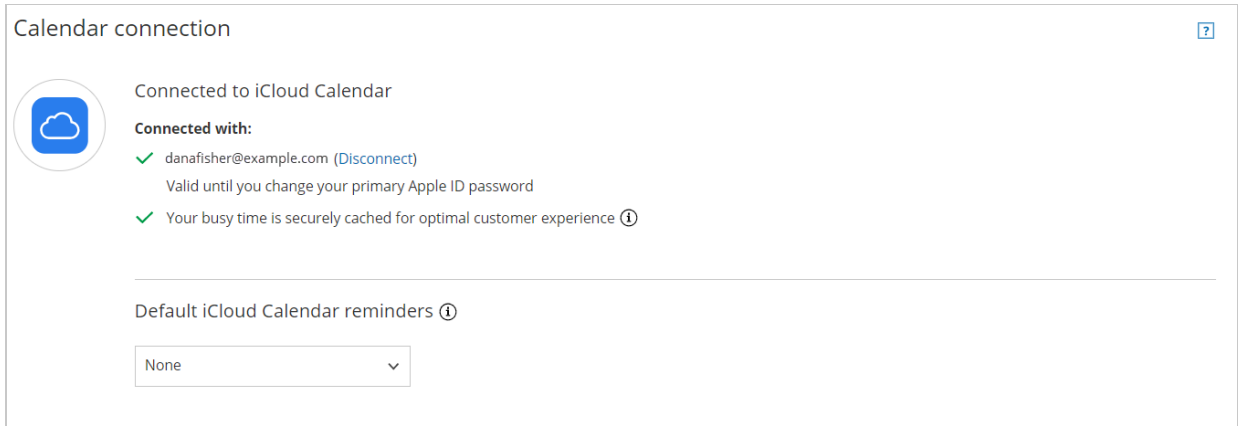 Calendar connection
?
Connected to iCloud Calendar
Connected with:
danafisher@example.com (Disconnect)
Valid until you change your primary Apple ID password
Your busy time is securely cached for optimal customer experience i
Default iCloud Calendar reminders i
None